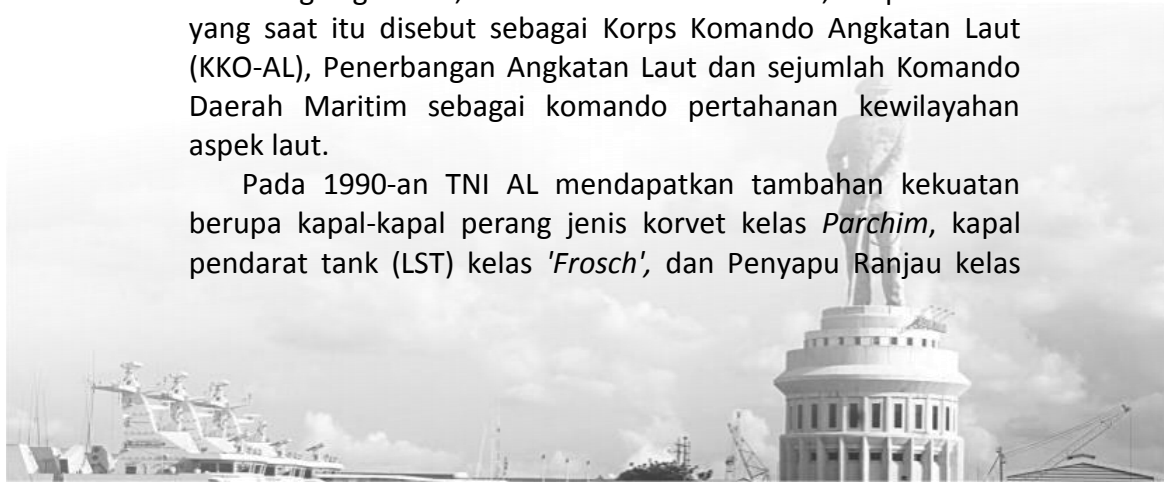 yang saat itu disebut sebagai Korps Komando Angkatan Laut
(KKO-AL), Penerbangan Angkatan Laut dan sejumlah Komando
Daerah Maritim sebagai komando pertahanan kewilayahan
aspek laut.
Pada 1990-an TNI AL mendapatkan tambahan kekuatan
berupa kapal-kapal perang jenis korvet kelas Parchim, kapal
pendarat tank (LST) kelas 'Frosch', dan Penyapu Ranjau kelas